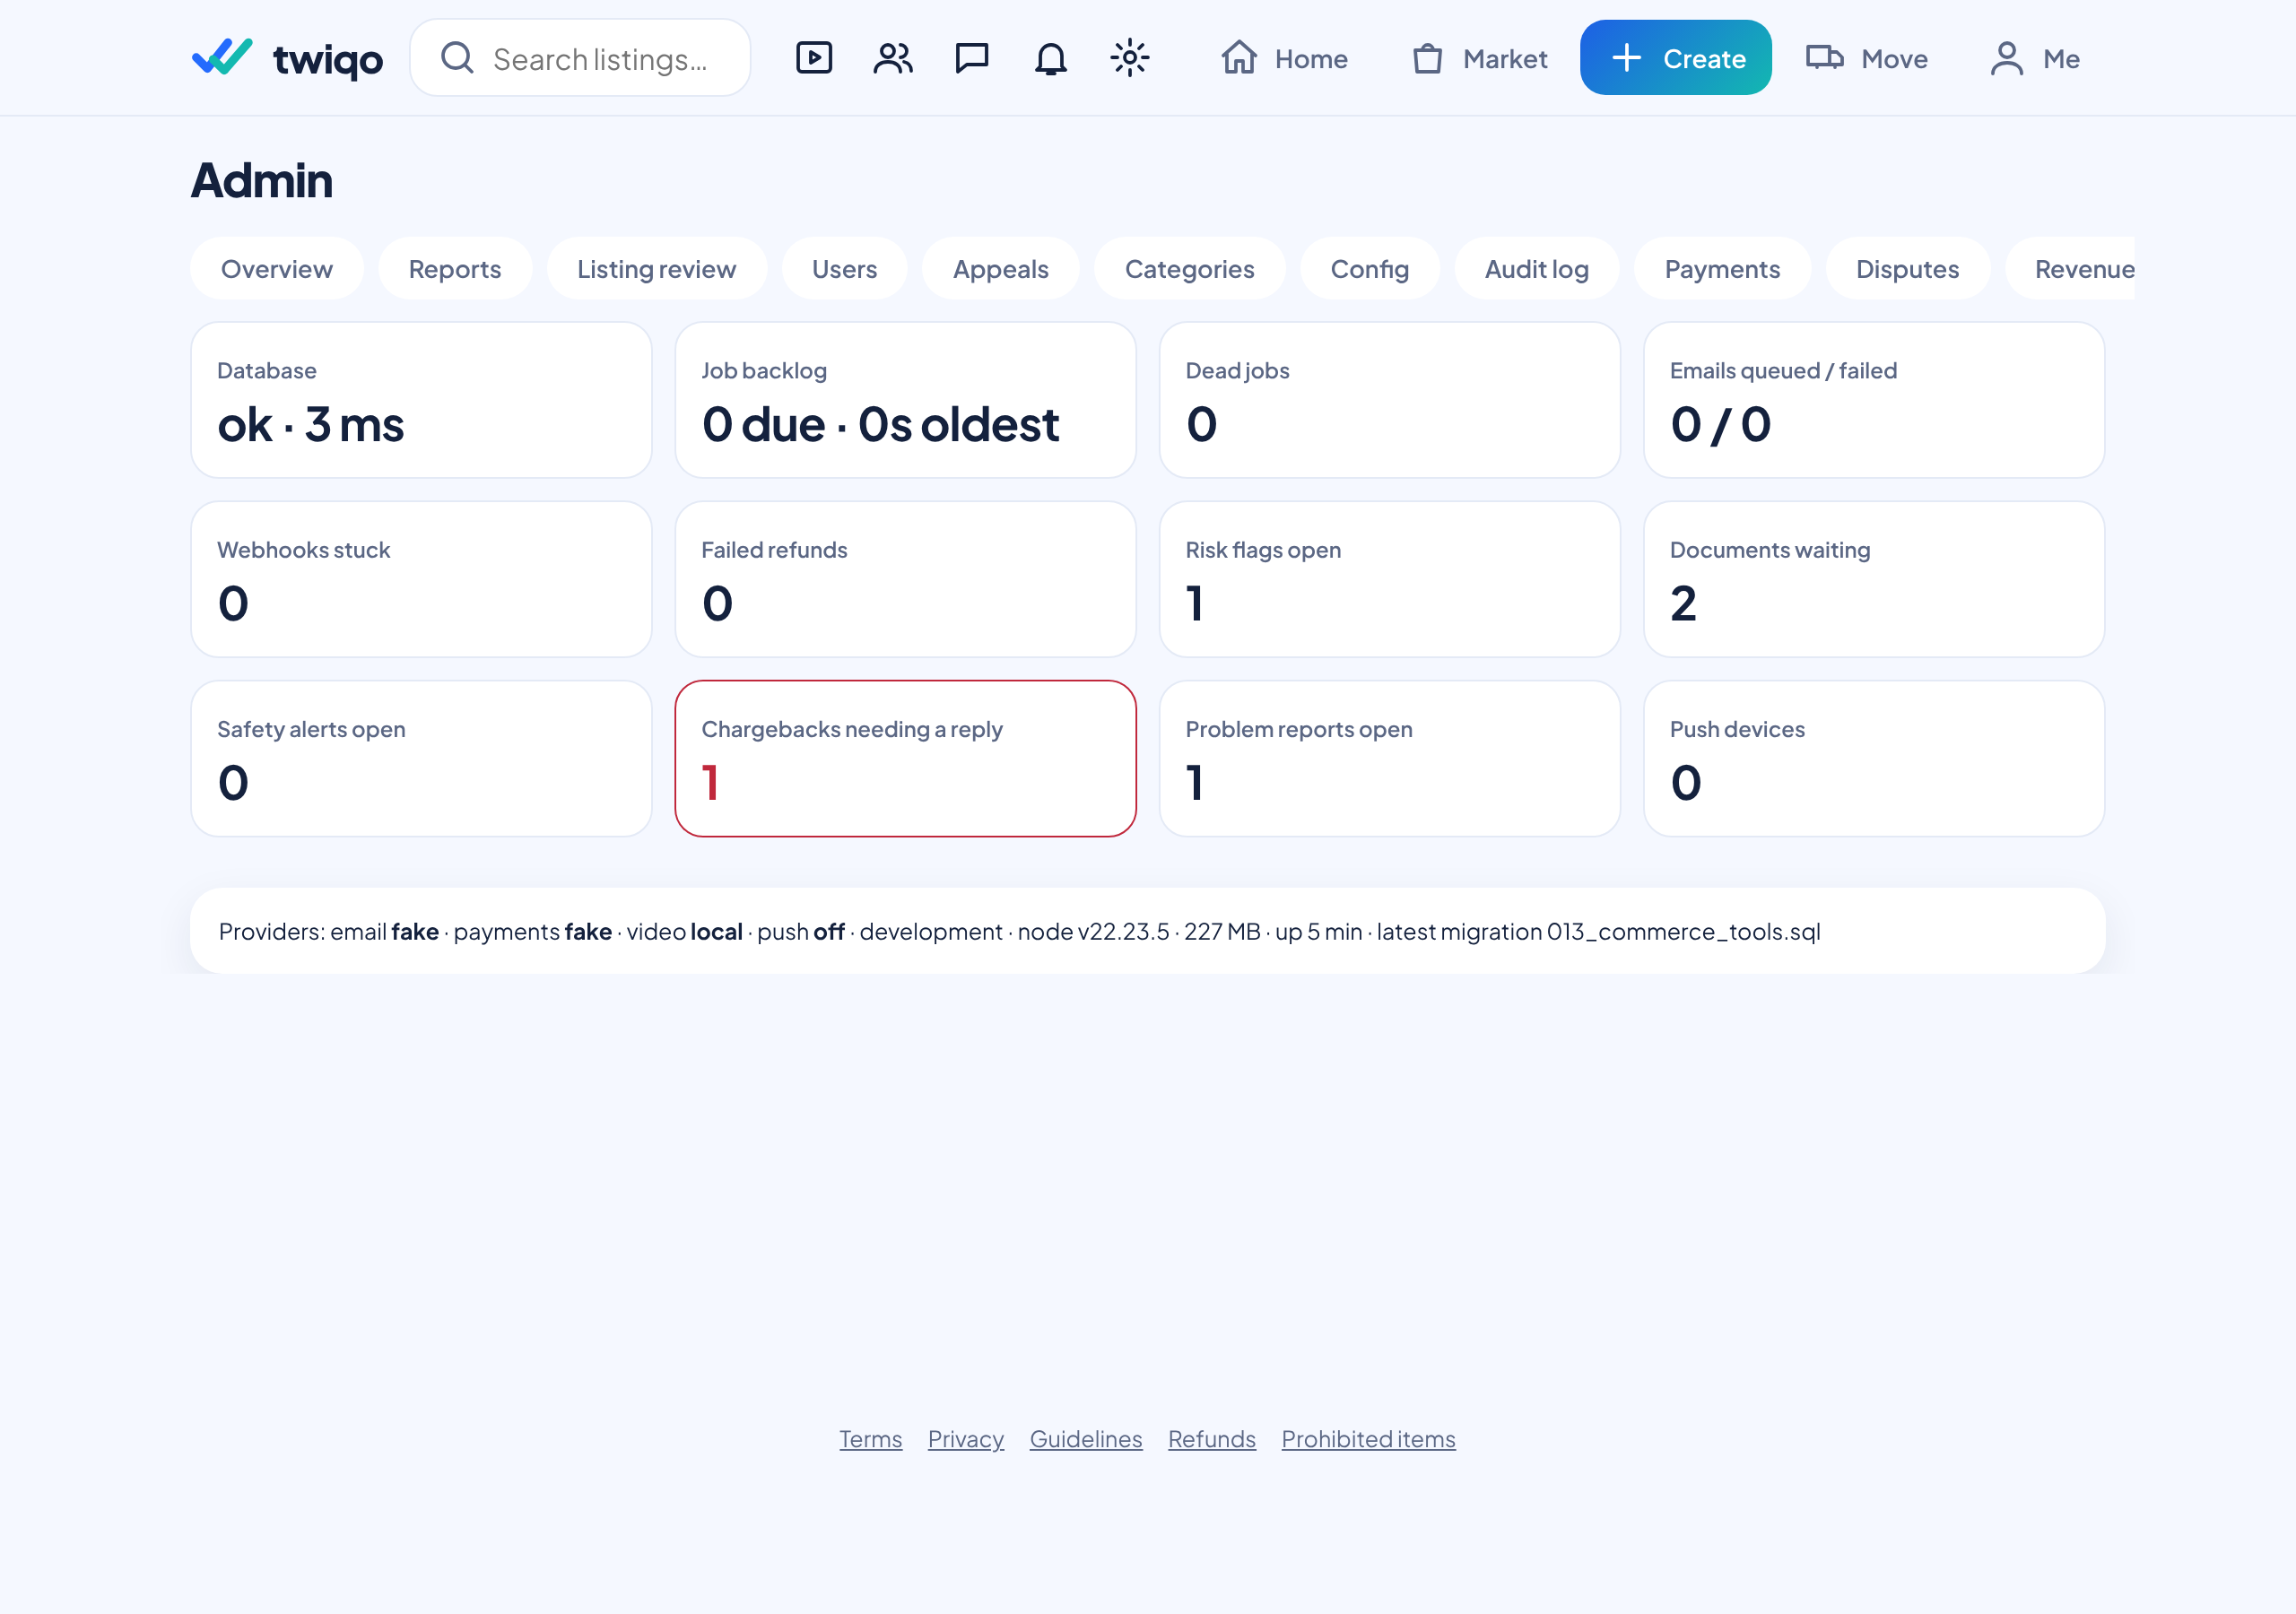 twiqo Search listings... Home Market Create Move Me
Admin
Overview Reports Listing review Users Appeals Categories Config Audit log Payments Disputes Revenue
Database Job backlog Dead jobs Emails queued / failed
ok · 3 ms 0 due · 0s oldest 0 0 / 0
Webhooks stuck Failed refunds Risk flags open Documents waiting
0 0 1 2
Safety alerts open Chargebacks needing a reply Problem reports open Push devices
0 1 1 0
Providers: email fake · payments fake · video local · push off · development · node v22.23.5 · 227 MB · up 5 min · latest migration 013_commerce_tools.sql
Terms Privacy Guidelines Refunds Prohibited items